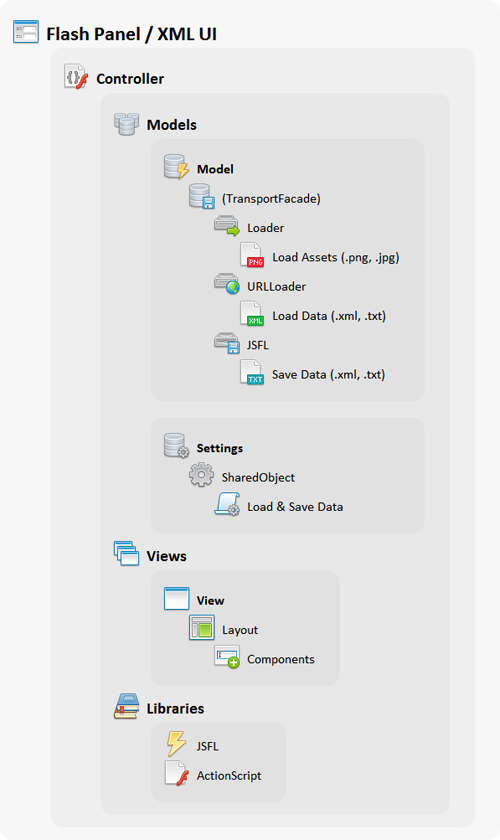 Flash Panel / XML UI
Controller
Models
Model
(TransportFacade)
Loader
PNG
Load Assets (.png, .jpg)
URLLoader
XML
Load Data (.xml, .txt)
JSFL
TXT
Save Data (.xml, .txt)
Settings
SharedObject
Load & Save Data
Views
View
Layout
Components
Libraries
JSFL
ActionScript